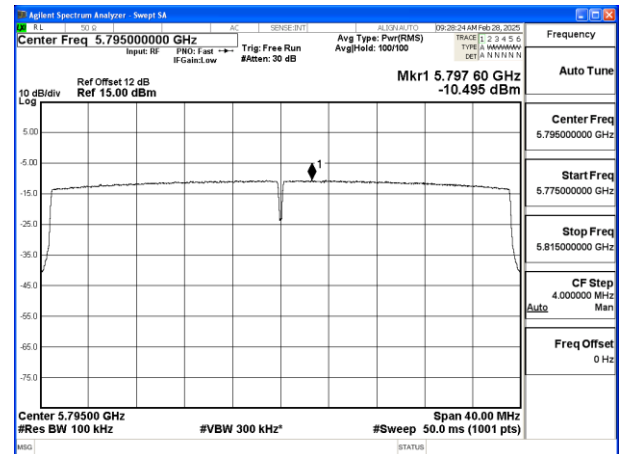 Agilent Spectrum Analyzer - Swept SA
RL 50 Ω AC SENSE:INT ALIGNAUTO 09:28:24 AM Feb 28, 2025
Center Freq 5.795000000 GHz
Input: RF PNO: Fast Trig: Free Run Avg Type: Pwr(RMS) TRACE 1 2 3 4 5 6
IFGain:Low #Atten: 30 dB Avg|Hold: 100/100 TYPE A WWWWW
DET A N N N N N
Ref Offset 12 dB
10 dB/div Ref 15.00 dBm
Log
Mkr1 5.797 60 GHz
-10.495 dBm
1
5.00
-5.00
-15.0
-25.0
-35.0
-45.0
-55.0
-65.0
-75.0
Center 5.79500 GHz Span 40.00 MHz
#Res BW 100 kHz #VBW 300 kHz* #Sweep 50.0 ms (1001 pts)
MSG STATUS
Frequency
Auto Tune
Center Freq
5.795000000 GHz
Start Freq
5.775000000 GHz
Stop Freq
5.815000000 GHz
CF Step
4.000000 MHz
Auto Man
Freq Offset
0 Hz